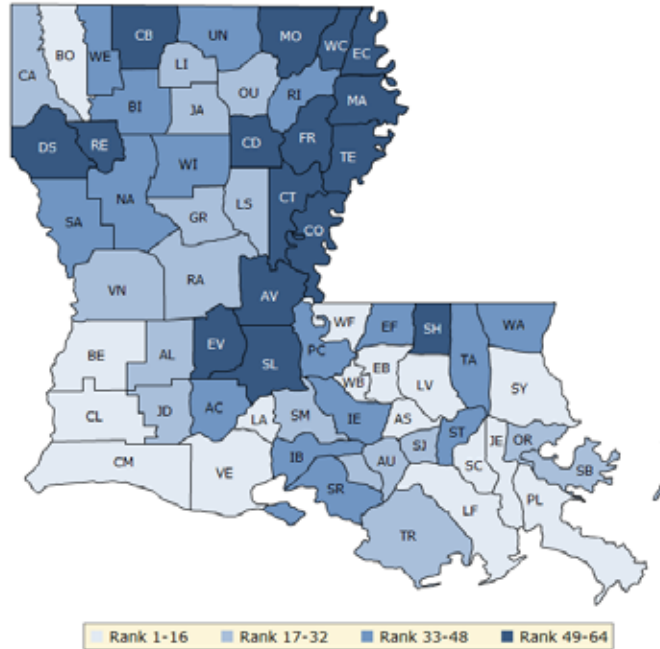 CB
UN
MO
WC
EC
BO
WE
LI
CA
OU
RI
BI
JA
MA
FR
DS
RE
CD
TE
WI
NA
LS
CT
SA
GR
CO
RA
VN
AV
WF
EF
SH
WA
EV
PC
BE
AL
SL
TA
EB
WB
LV
SY
CL
JD
AC
LA
SM
IE
AS
ST
JE
OR
SJ
CM
VE
IB
AU
SC
SB
SR
PL
LF
TR
Rank 1-16 Rank 17-32 Rank 33-48 Rank 49-64